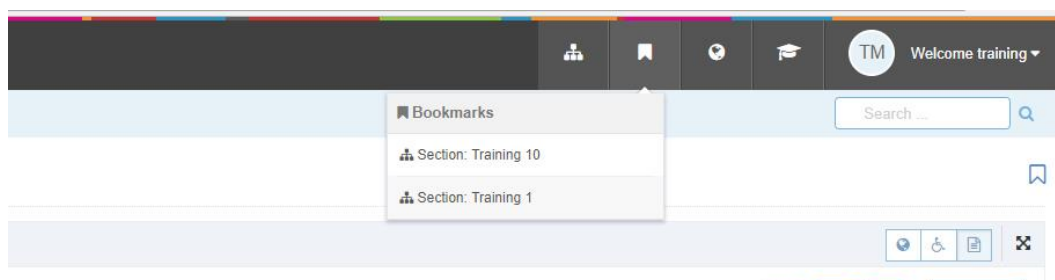 TM Welcome training
Bookmarks
Search ...
Section: Training 10
Section: Training 1